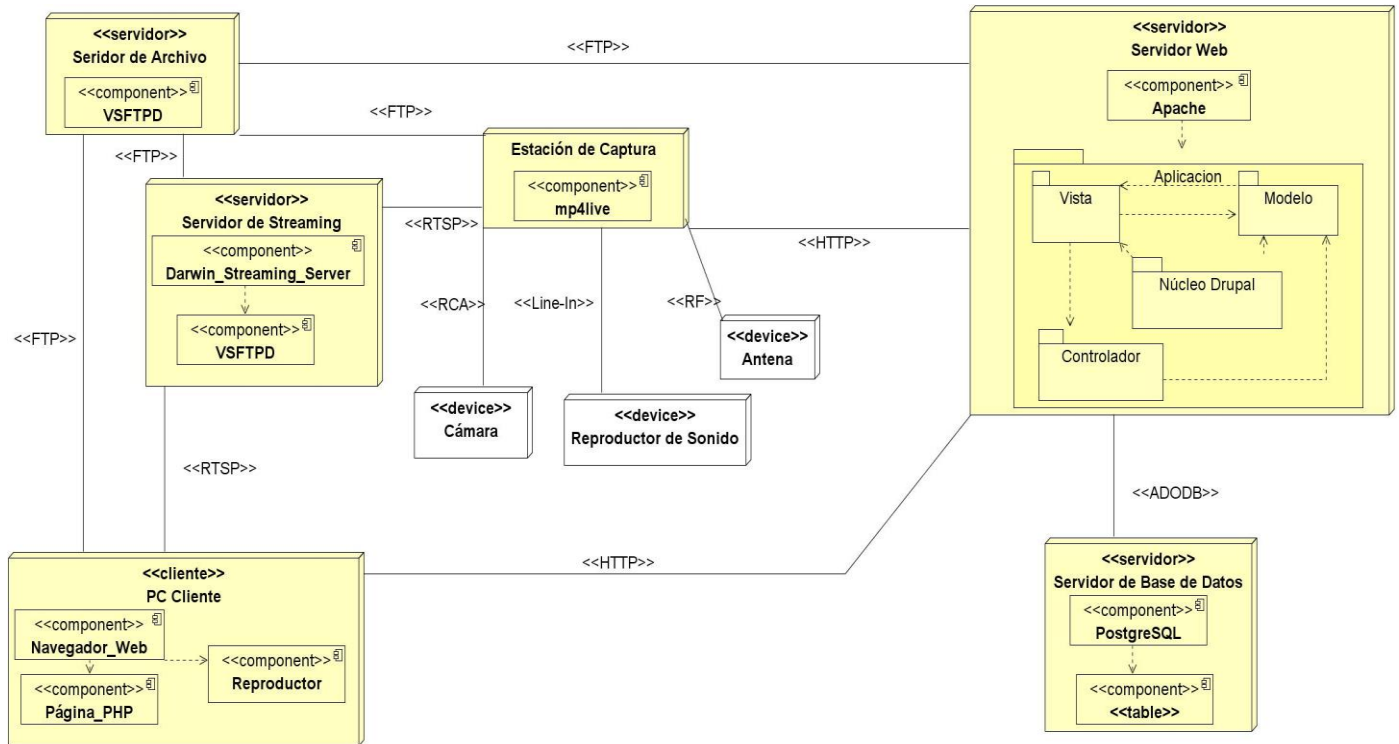 <<servidor>>
Seridor de Archivo
<<component>>
VSFTPD
<<FTP>>
<<servidor>>
Servidor Web
<<component>>
Apache
<<FTP>>
Estación de Captura
<<component>>
mp4live
<<FTP>>
<<servidor>>
Servidor de Streaming
<<component>>
Darwin_Streaming_Server
<<component>>
VSFTPD
<<RTSP>>
<<HTTP>>
Aplicacion
Vista
Modelo
Núcleo Drupal
Controlador
<<RCA>>
<<Line-In>>
<<RF>>
<<device>>
Antena
<<FTP>>
<<device>>
Cámara
<<device>>
Reproductor de Sonido
<<RTSP>>
<<ADODB>>
<<HTTP>>
<<cliente>>
PC Cliente
<<component>>
Navegador_Web
<<component>>
Reproductor
<<component>>
Página_PHP
<<servidor>>
Servidor de Base de Datos
<<component>>
PostgreSQL
<<component>>
<<table>>